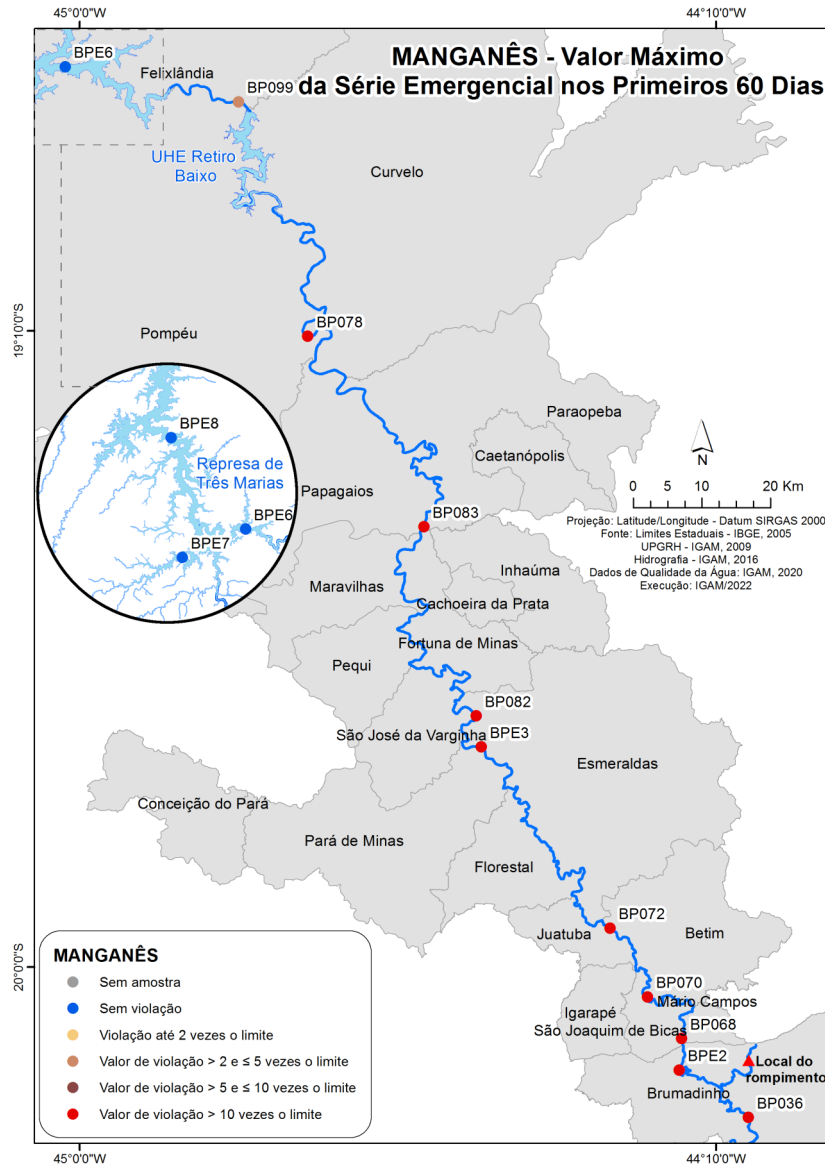 45°0'0"W
44°10'0"W
MANGANÊS - Valor Máximo
da Série Emergencial nos Primeiros 60 Dias
BPE6
Felixlândia
BP099
UHE Retiro
Baixo
Curvelo
19°10'0"S
BP078
Pompéu
Paraopeba
BPE8
Caetanópolis
N
Represa de
Três Marias
0 5 10 20 Km
Papagaios
BPE6
BP083
Projeção: Latitude/Longitude - Datum SIRGAS 2000
Fonte: Limites Estaduais - IBGE, 2005
UPGRH - IGAM, 2009
Hidrografia - IGAM, 2016
Dados de Qualidade da Água: IGAM, 2020
Execução: IGAM/2022
BPE7
Inhaúma
Maravilhas
Cachoeira da Prata
Fortuna de Minas
Pequi
BP082
São José da Varginha
BPE3
Esmeraldas
Conceição do Pará
Pará de Minas
Florestal
BP072
Juatuba
Betim
20°0'0"S
BP070
Mário Campos
Igarapé
São Joaquim de Bicas
BP068
Local do
rompimento
BPE2
Brumadinho
BP036
MANGANÊS
Sem amostra
Sem violação
Violação até 2 vezes o limite
Valor de violação > 2 e ≤ 5 vezes o limite
Valor de violação > 5 e ≤ 10 vezes o limite
Valor de violação > 10 vezes o limite
45°0'0"W
44°10'0"W